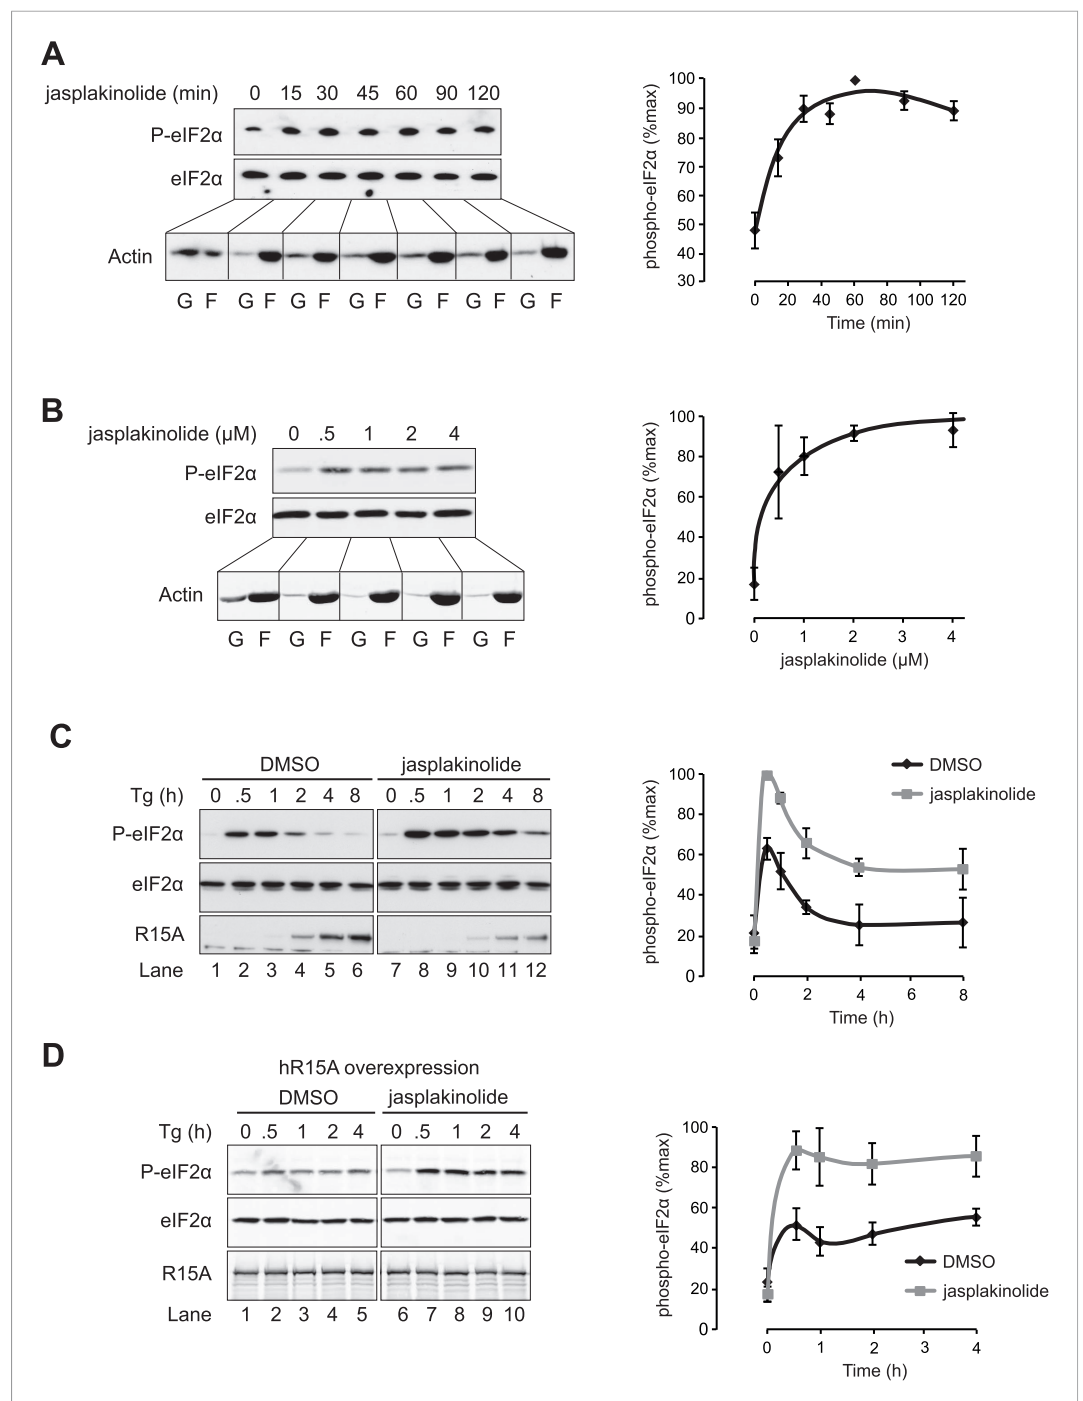 A
jasplakinolide (min) 0 15 30 45 60 90 120
P-eIF2α
eIF2α
Actin
G F G F G F G F G F G F G F
phospho-eIF2α (%max)
100
90
80
70
60
50
40
30
0 20 40 60 80 100 120
Time (min)
B
jasplakinolide (µM) 0 .5 1 2 4
P-eIF2α
eIF2α
Actin
G F G F G F G F G F
phospho-eIF2α (%max)
100
80
60
40
20
0
0 1 2 3 4
jasplakinolide (µM)
C
DMSO jasplakinolide
Tg (h) 0 .5 1 2 4 8 0 .5 1 2 4 8
P-eIF2α
eIF2α
R15A
Lane 1 2 3 4 5 6 7 8 9 10 11 12
phospho-eIF2α (%max)
100
80
60
40
20
0
0 2 4 6 8
Time (h)
DMSO
jasplakinolide
D
hR15A overexpression
DMSO jasplakinolide
Tg (h) 0 .5 1 2 4 0 .5 1 2 4
P-eIF2α
eIF2α
R15A
Lane 1 2 3 4 5 6 7 8 9 10
phospho-eIF2α (%max)
100
80
60
40
20
0
0 1 2 3 4
Time (h)
DMSO
jasplakinolide